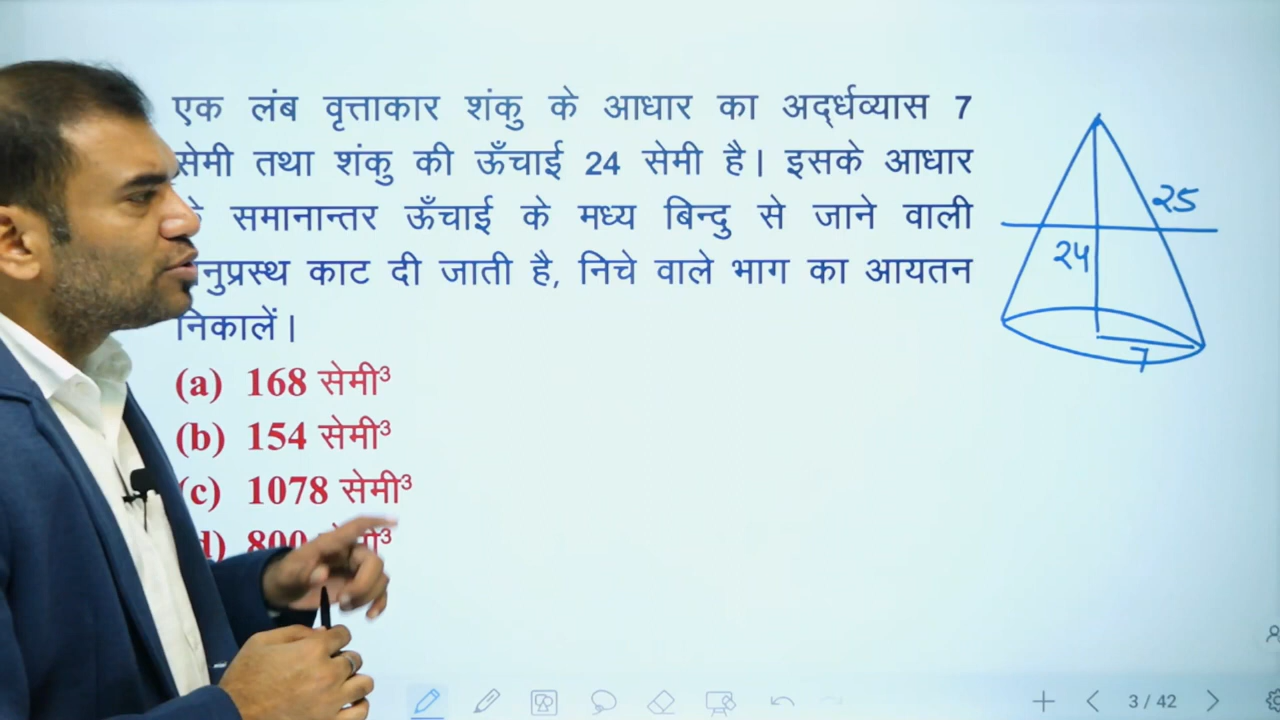 एक लंब वृत्ताकार शंकु के आधार का अर्द्धव्यास 7
सेमी तथा शंकु की ऊँचाई 24 सेमी है। इसके आधार
समानान्तर ऊँचाई के मध्य बिन्दु से जाने वाली
नुप्रस्थ काट दी जाती है, निचे वाले भाग का आयतन
निकालें।
(a) 168 सेमी³
(b) 154 सेमी³
(c) 1078 सेमी³
(d) 800
25
24
7
3 / 42